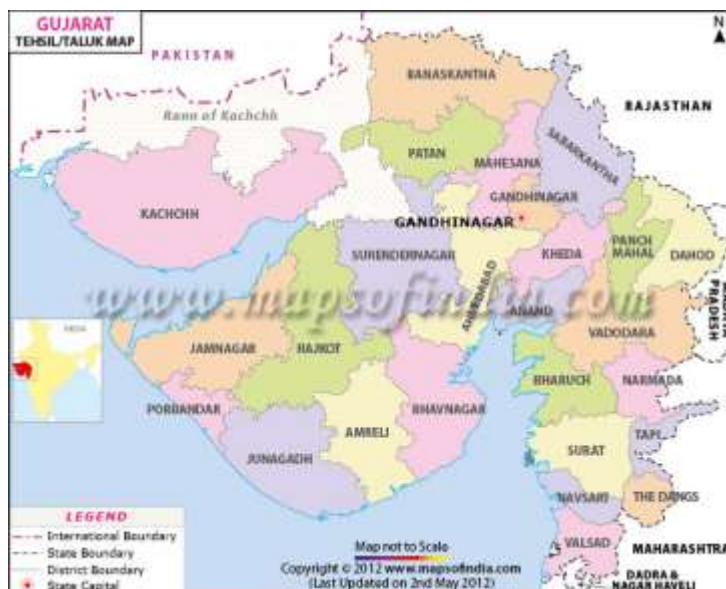 GUJARAT
TEHSIL/TALUK MAP
N
PAKISTAN
BANASKANTHA
RAJASTHAN
Rann of Kachchh
SABARKANTHA
PATAN
MAHESANA
KACHCHH
GANDHINAGAR
GANDHINAGAR
SURENDERNAGAR
KHEDA
PANCH
MAHAL
DAHOD
AHMEDABAD
www.mapsofindia.com
ANAND
PRADESH
INDIA
JAMNAGAR
RAJKOT
VADODARA
BHARUCH
NARMADA
PORBANDAR
BHAVNAGAR
AMRELI
JUNAGADH
SURAT
TAPI
NAVSARI
THE DANGS
LEGEND
International Boundary
State Boundary
District Boundary
State Capital
VALSAD
MAHARASHTRA
Map not to Scale
Copyright © 2012 www.mapsofindia.com
(Last Updated on 2nd May 2012)
DADRA &
NAGAR HAVELI